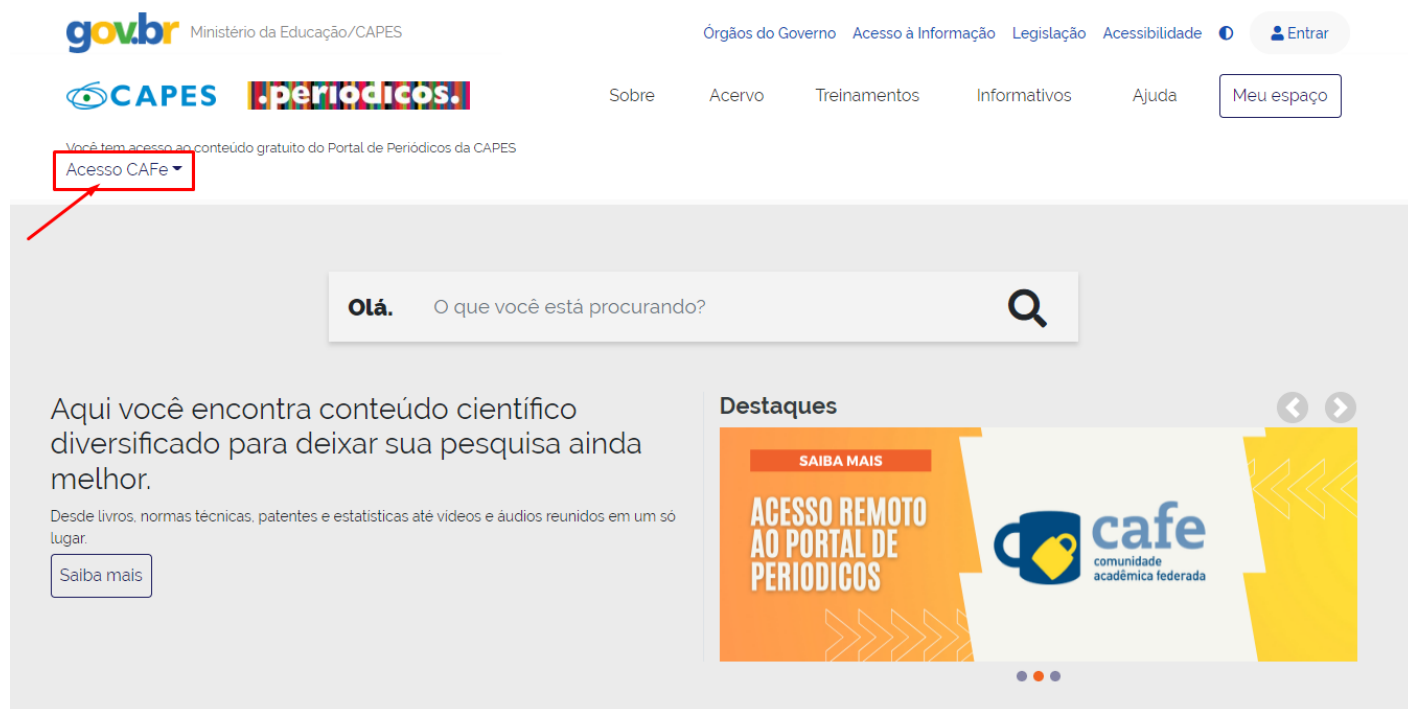 gov.br Ministério da Educação/CAPES Órgãos do Governo Acesso à Informação Legislação Acessibilidade Entrar
CAPES .periodicos. Sobre Acervo Treinamentos Informativos Ajuda Meu espaço
Você tem acesso ao conteúdo gratuito do Portal de Periódicos da CAPES
Acesso CAFe
Olá. O que você está procurando?
Aqui você encontra conteúdo científico
diversificado para deixar sua pesquisa ainda
melhor.
Desde livros, normas técnicas, patentes e estatísticas até vídeos e áudios reunidos em um só
lugar.
Saiba mais
Destaques
SAIBA MAIS
ACESSO REMOTO
AO PORTAL DE
PERIODICOS
cafe
comunidade
acadêmica federada